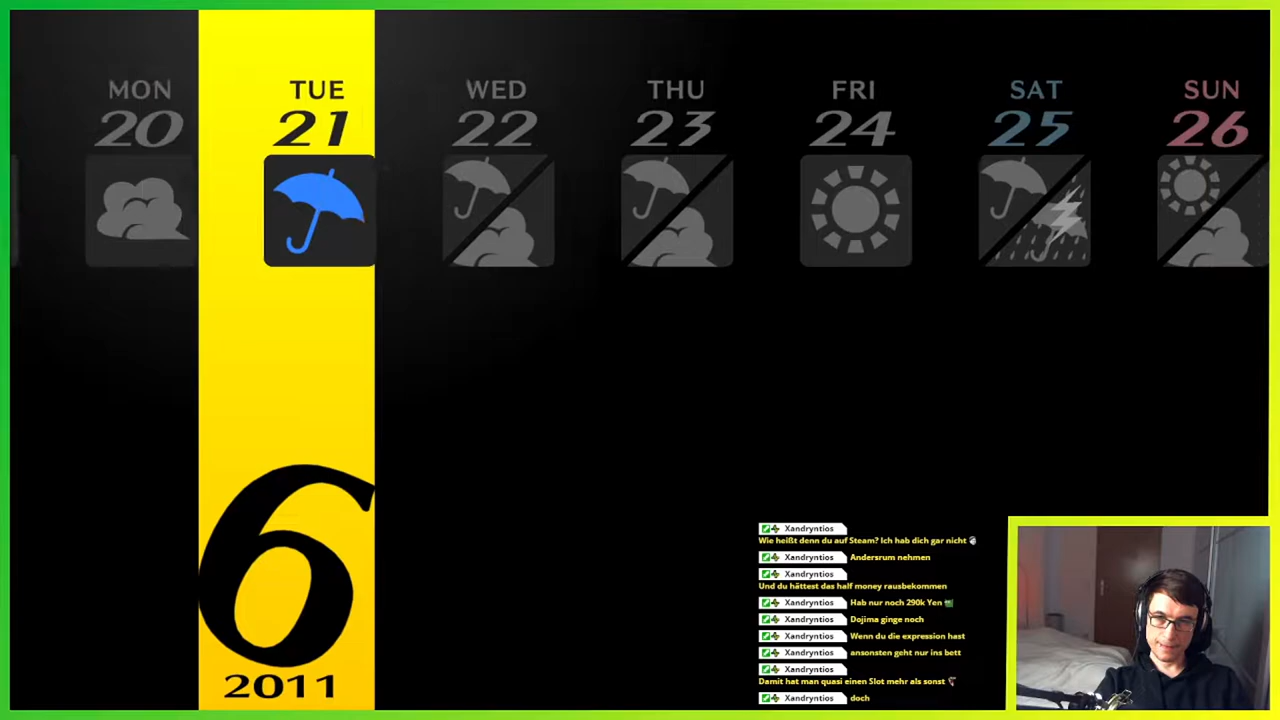 MON TUE WED THU FRI SAT SUN
20 21 22 23 24 25 26
6
2011
Xandryntios
Wie heißt denn du auf Steam? Ich hab dich gar nicht
Xandryntios Andersrum nehmen
Xandryntios
Und du hättest das half money rausbekommen
Xandryntios Hab nur noch 290k Yen
Xandryntios Dojima ginge noch
Xandryntios Wenn du die expression hast
Xandryntios ansonsten geht nur ins bett
Xandryntios
Damit hat man quasi einen Slot mehr als sonst
Xandryntios doch